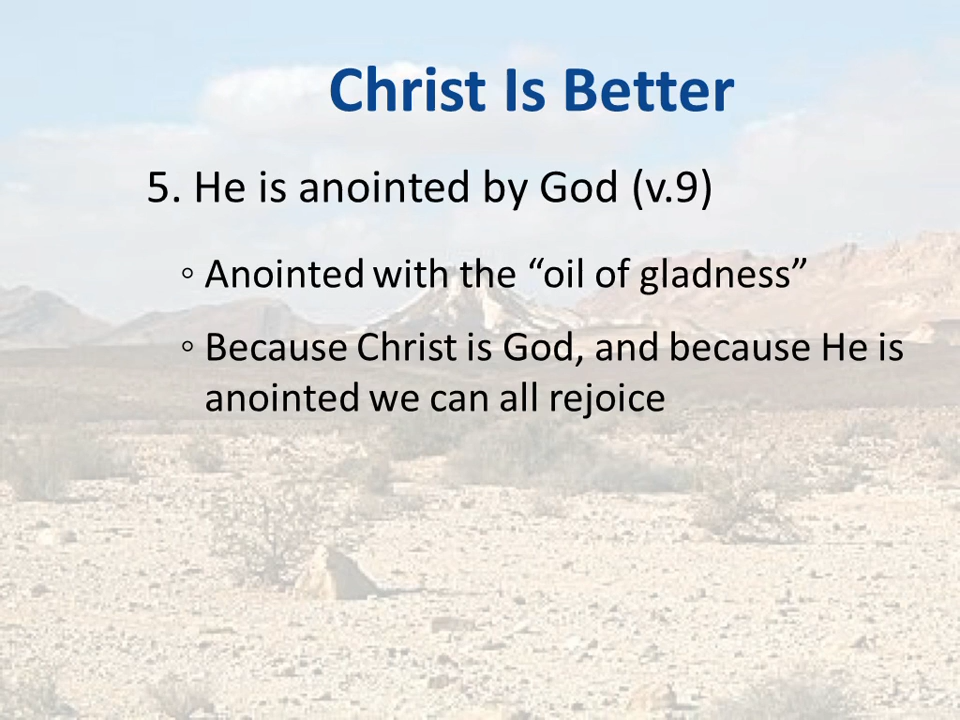 Christ Is Better
5. He is anointed by God (v.9)
◦ Anointed with the “oil of gladness”
◦ Because Christ is God, and because He is
anointed we can all rejoice